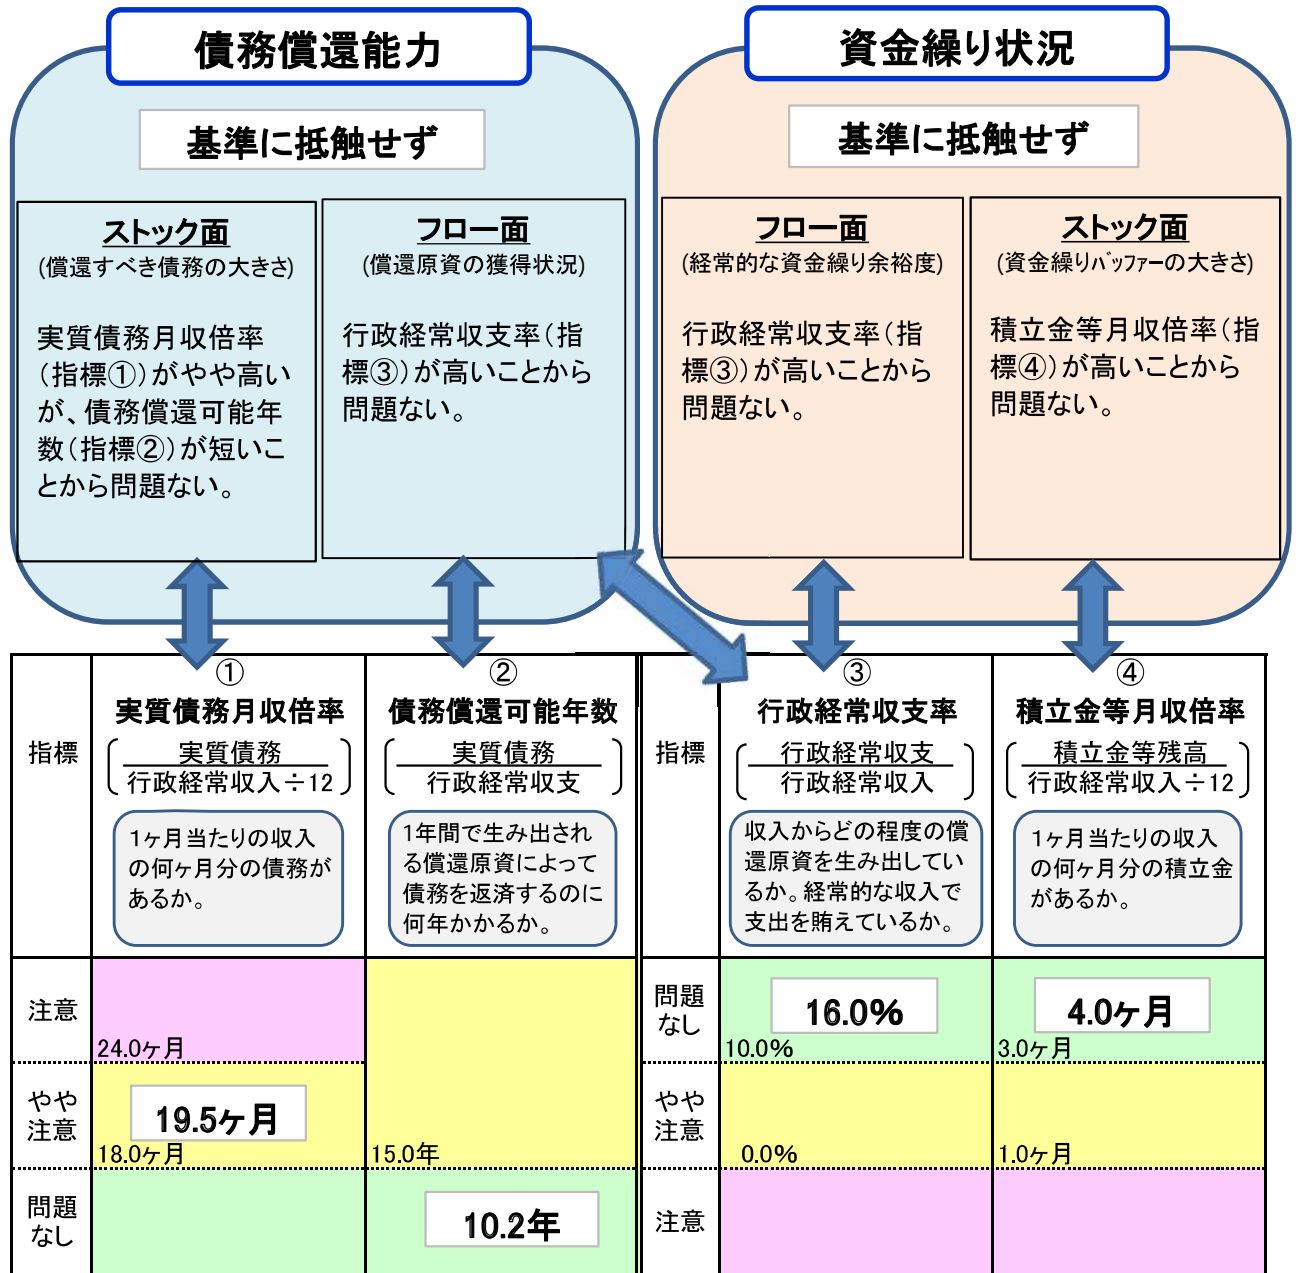 債務償還能力
基準に抵触せず
ストック面
(償還すべき債務の大きさ)
実質債務月収倍率
(指標①)がやや高い
が、債務償還可能年
数(指標②)が短いこ
とから問題ない。
フロー面
(償還原資の獲得状況)
行政経常収支率(指
標③)が高いことから
問題ない。
資金繰り状況
基準に抵触せず
フロー面
(経常的な資金繰り余裕度)
行政経常収支率(指
標③)が高いことから
問題ない。
ストック面
(資金繰りバッファーの大きさ)
積立金等月収倍率(指
標④)が高いことから
問題ない。
指標
①
実質債務月収倍率
実質債務
行政経常収入÷12
1ヶ月当たりの収入
の何ヶ月分の債務が
あるか。
②
債務償還可能年数
実質債務
行政経常収支
1年間で生み出され
る償還原資によって
債務を返済するのに
何年かかるか。
指標
③
行政経常収支率
行政経常収支
行政経常収入
収入からどの程度の償
還原資を生み出してい
るか。経常的な収入で
支出を賄えているか。
④
積立金等月収倍率
積立金等残高
行政経常収入÷12
1ヶ月当たりの収入
の何ヶ月分の積立金
があるか。
注意
24.0ヶ月
やや
注意
19.5ヶ月
18.0ヶ月
15.0年
問題
なし
10.2年
問題
なし
16.0%
10.0%
4.0ヶ月
3.0ヶ月
やや
注意
0.0%
1.0ヶ月
注意